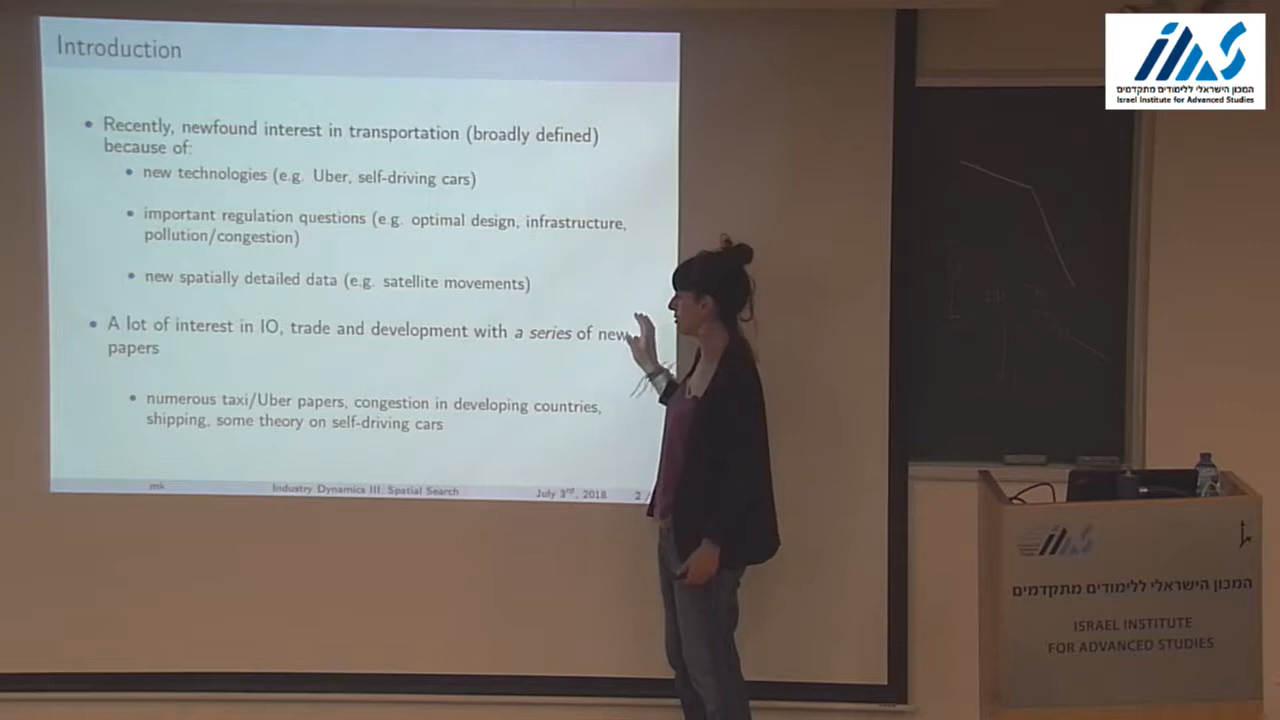 Introduction
• Recently, newfound interest in transportation (broadly defined)
because of:
• new technologies (e.g. Uber, self-driving cars)
• important regulation questions (e.g. optimal design, infrastructure,
pollution/congestion)
• new spatially detailed data (e.g. satellite movements)
• A lot of interest in IO, trade and development with a series of new
papers
• numerous taxi/Uber papers, congestion in developing countries,
shipping, some theory on self-driving cars
mk Industry Dynamics III: Spatial Search July 3rd, 2018 2 /
המכון הישראלי ללימודים מתקדמים
Israel Institute for Advanced Studies
המכון הישראלי ללימודים מתקדמים
ISRAEL INSTITUTE
FOR ADVANCED STUDIES